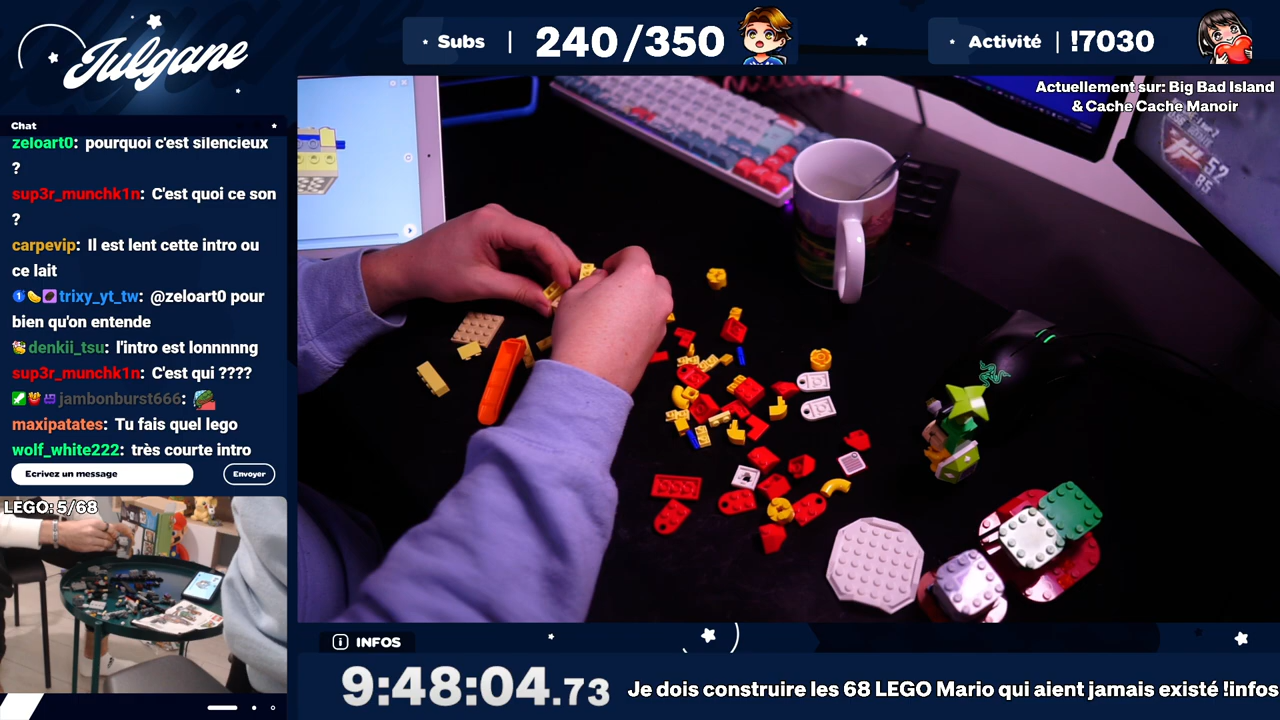 Julgane
Subs | 240/350
Activité | !7030
Actuellement sur: Big Bad Island
& Cache Cache Manoir
Chat
zeloart0: pourquoi c'est silencieux
?
sup3r_munchk1n: C'est quoi ce son
?
carpevip: Il est lent cette intro ou
ce lait
trixy_yt_tw: @zeloart0 pour
bien qu'on entende
denkii_tsu: l'intro est lonnnnng
sup3r_munchk1n: C'est qui ????
jambonburst666:
maxipatates: Tu fais quel lego
wolf_white222: très courte intro
Ecrivez un message
Envoyer
LEGO: 5/68
52
85
INFOS
9:48:04.73
Je dois construire les 68 LEGO Mario qui aient jamais existé !infos